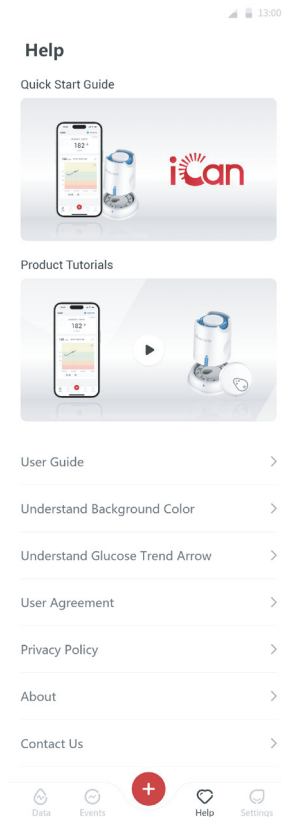 13:00
Help
Quick Start Guide
182
iCan
Product Tutorials
182
User Guide
Understand Background Color
Understand Glucose Trend Arrow
User Agreement
Privacy Policy
About
Contact Us
+
Data
Events
Help
Settings